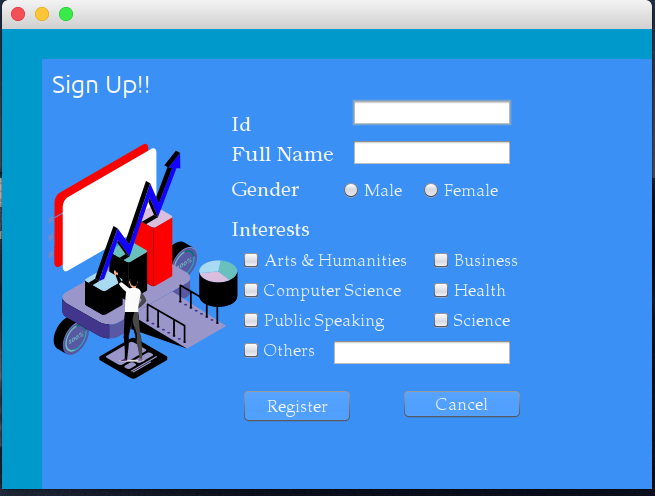 Sign Up!!
Id
Full Name
Gender Male Female
Interests
Arts & Humanities Business
Computer Science Health
Public Speaking Science
Others
Register Cancel